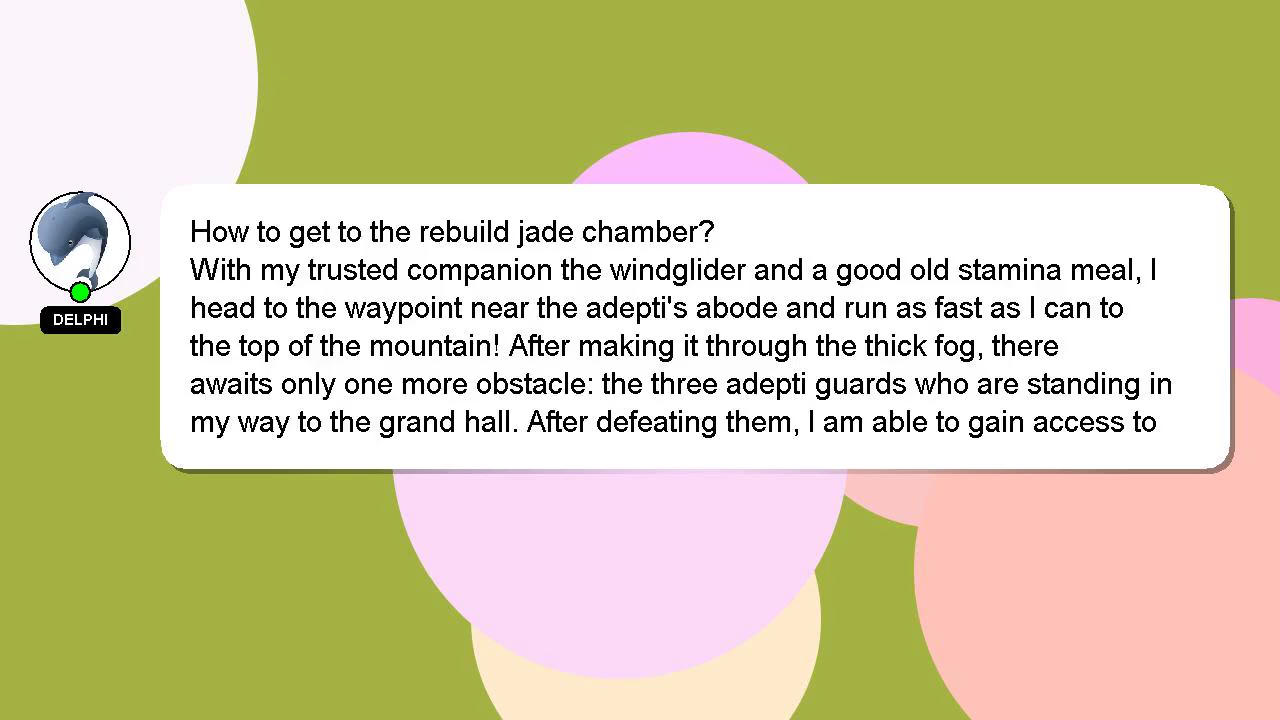 How to get to the rebuild jade chamber?
With my trusted companion the windglider and a good old stamina meal, I
head to the waypoint near the adepti's abode and run as fast as I can to
the top of the mountain! After making it through the thick fog, there
awaits only one more obstacle: the three adepti guards who are standing in
my way to the grand hall. After defeating them, I am able to gain access to
DELPHI